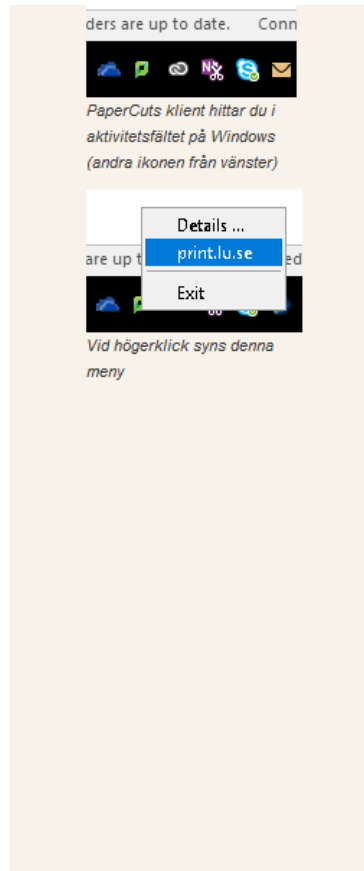 ders are up to date. Conn
PaperCuts klient hittar du i
aktivitetsfältet på Windows
(andra ikonen från vänster)
Details ...
are up t print.lu.se ed
Exit
Vid högerklick syns denna
meny